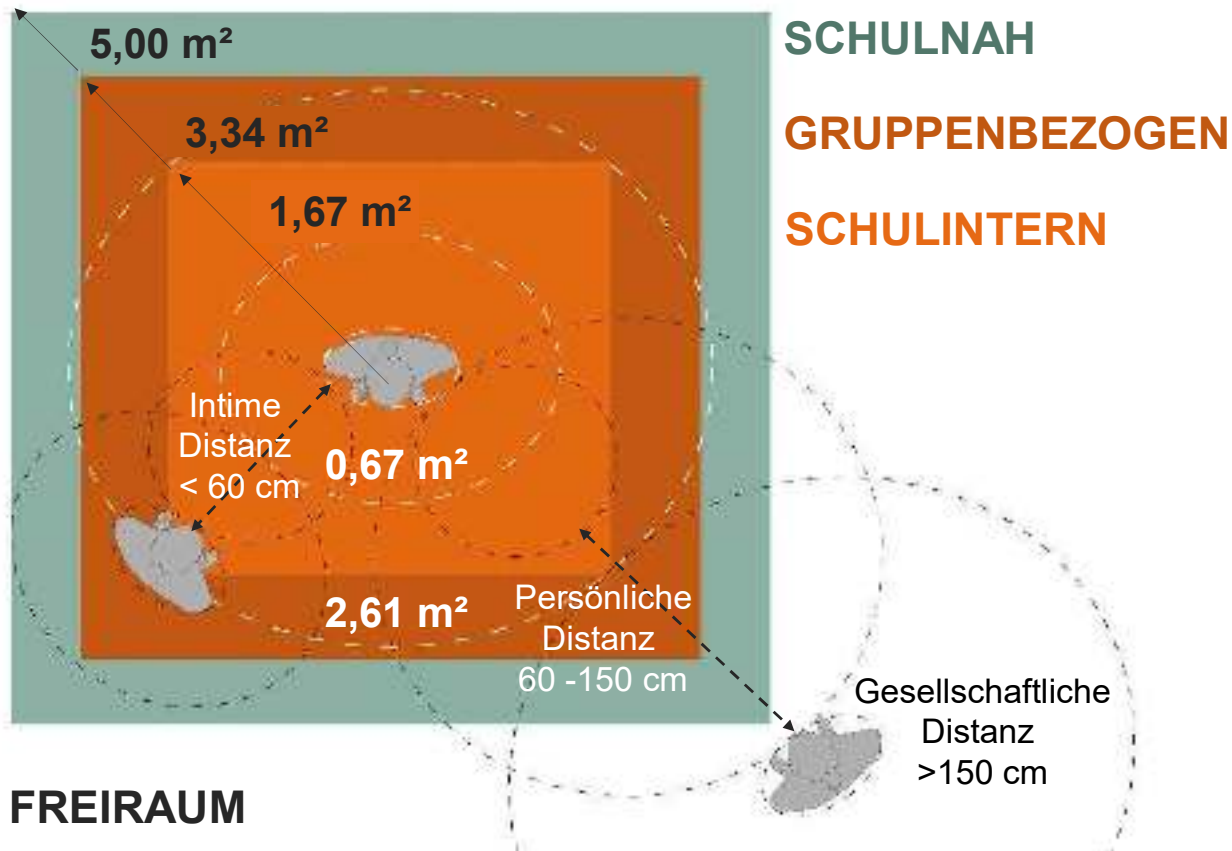 5,00 m²
SCHULNAH
3,34 m²
GRUPPENBEZOGEN
1,67 m²
SCHULINTERN
Intime
Distanz
< 60 cm
0,67 m²
2,61 m²
Persönliche
Distanz
60 -150 cm
Gesellschaftliche
Distanz
>150 cm
FREIRAUM